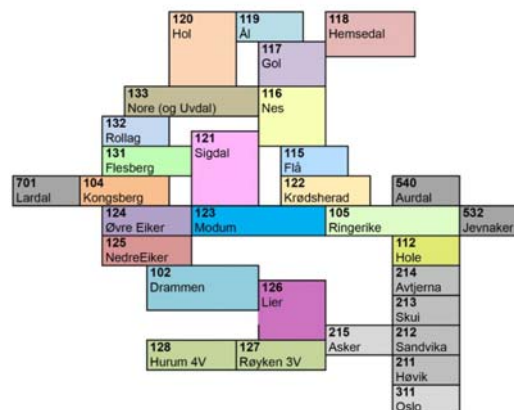 120
Hol
119
Ål
118
Hemsedal
117
Gol
133
Nore (og Uvdal)
116
Nes
132
Rollag
121
Sigdal
131
Flesberg
115
Flå
701
Lardal
104
Kongsberg
122
Krødsherad
540
Aurdal
124
Øvre Eiker
123
Modum
105
Ringerike
532
Jevnaker
125
NedreEiker
112
Hole
102
Drammen
126
Lier
214
Avtjerna
213
Skui
128
Hurum 4V
127
Røyken 3V
215
Asker
212
Sandvika
211
Høvik
311
Oslo